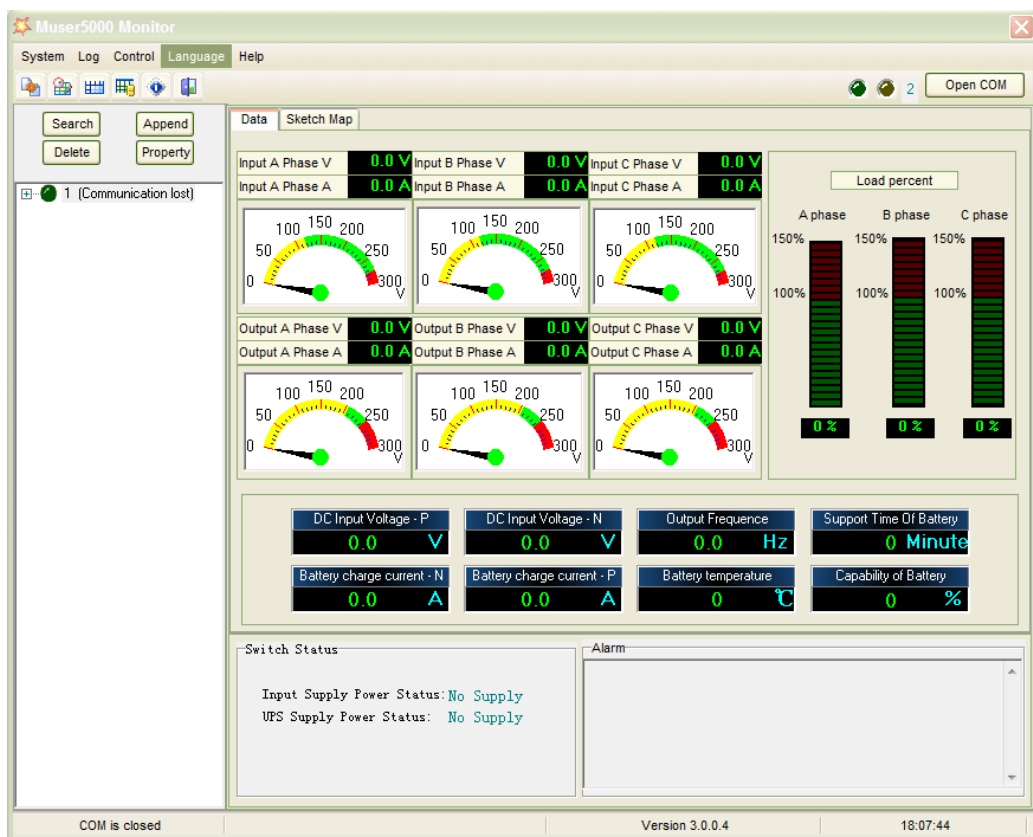 Muser5000 Monitor
System Log Control Language Help
2 Open COM
Search Append
Delete Property
1 (Communication lost)
Data Sketch Map
Input A Phase V 0.0 V Input B Phase V 0.0 V Input C Phase V 0.0 V
Input A Phase A 0.0 A Input B Phase A 0.0 A Input C Phase A 0.0 A
0 50 100 150 200 250 300 V
0 50 100 150 200 250 300 V
0 50 100 150 200 250 300 V
Output A Phase V 0.0 V Output B Phase V 0.0 V Output C Phase V 0.0 V
Output A Phase A 0.0 A Output B Phase A 0.0 A Output C Phase A 0.0 A
0 50 100 150 200 250 300 V
0 50 100 150 200 250 300 V
0 50 100 150 200 250 300 V
Load percent
A phase B phase C phase
150% 150% 150%
100% 100% 100%
0 % 0 % 0 %
DC Input Voltage - P DC Input Voltage - N Output Frequence Support Time Of Battery
0.0 V 0.0 V 0.0 Hz 0 Minute
Battery charge current - N Battery charge current - P Battery temperature Capability of Battery
0.0 A 0.0 A 0 ℃ 0 %
Switch Status
Input Supply Power Status: No Supply
UPS Supply Power Status: No Supply
Alarm
COM is closed Version 3.0.0.4 18:07:44